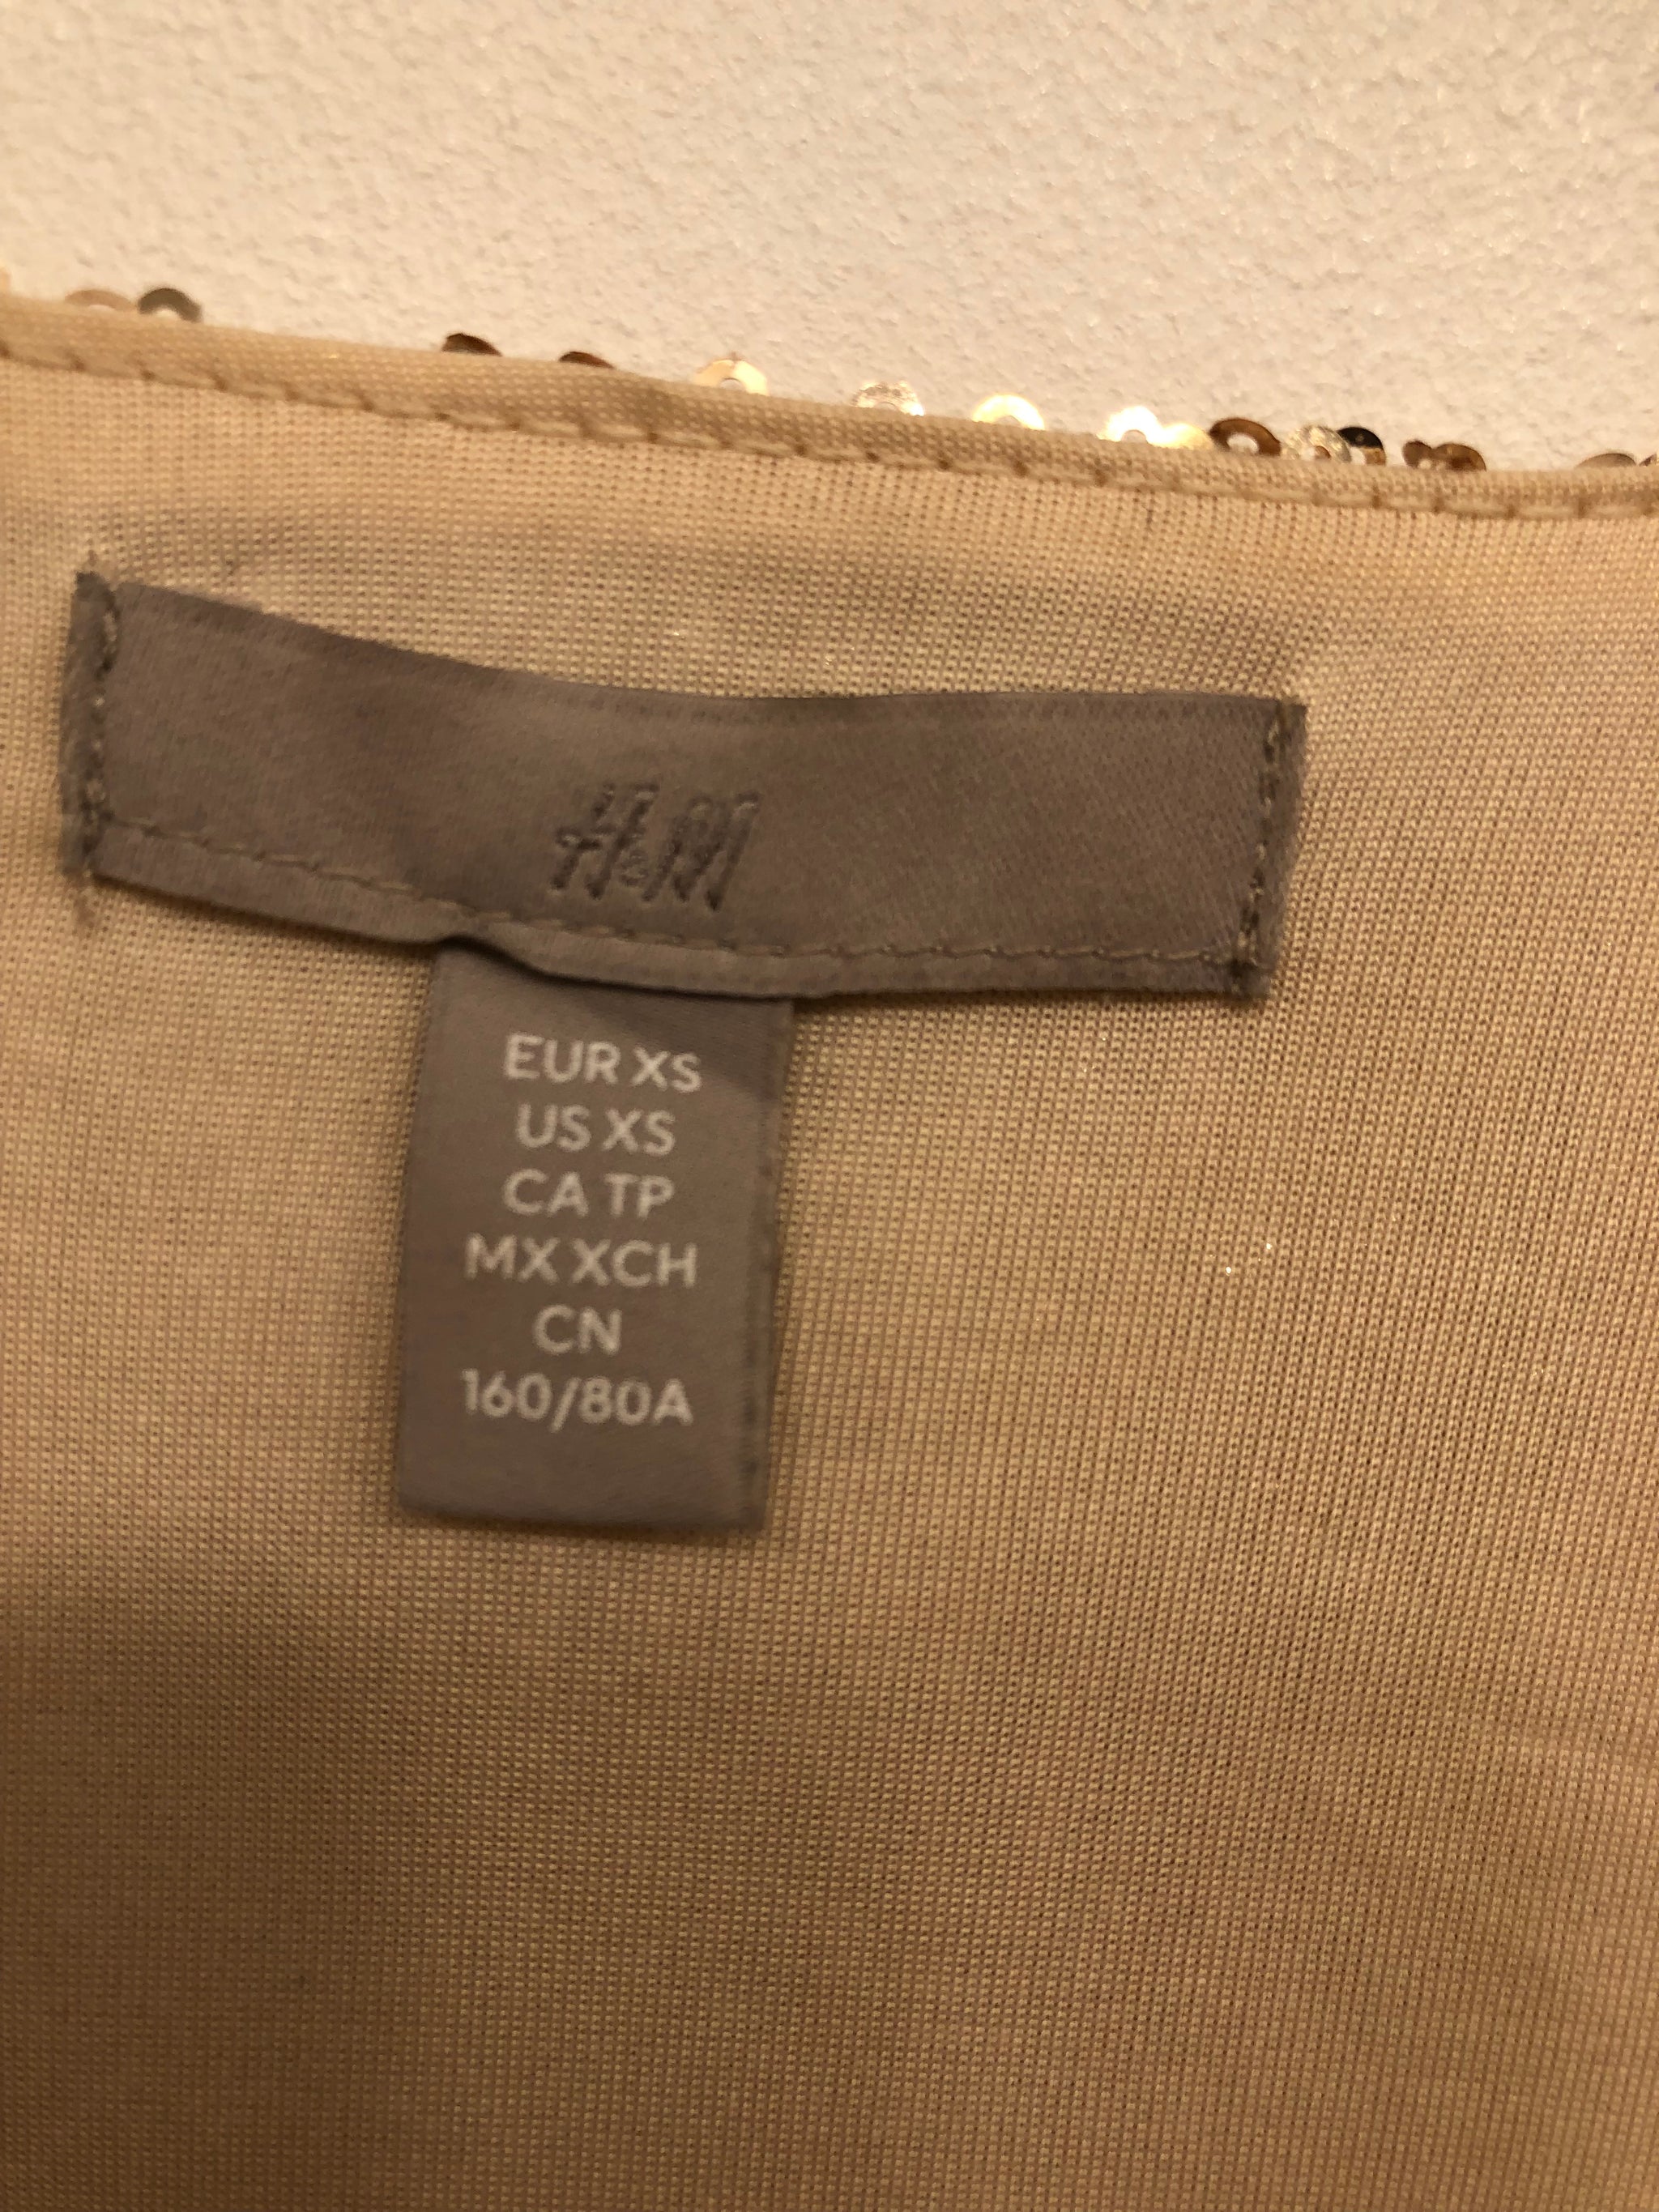 H&M
EUR XS
US XS
CA TP
MX XCH
CN
160/80A